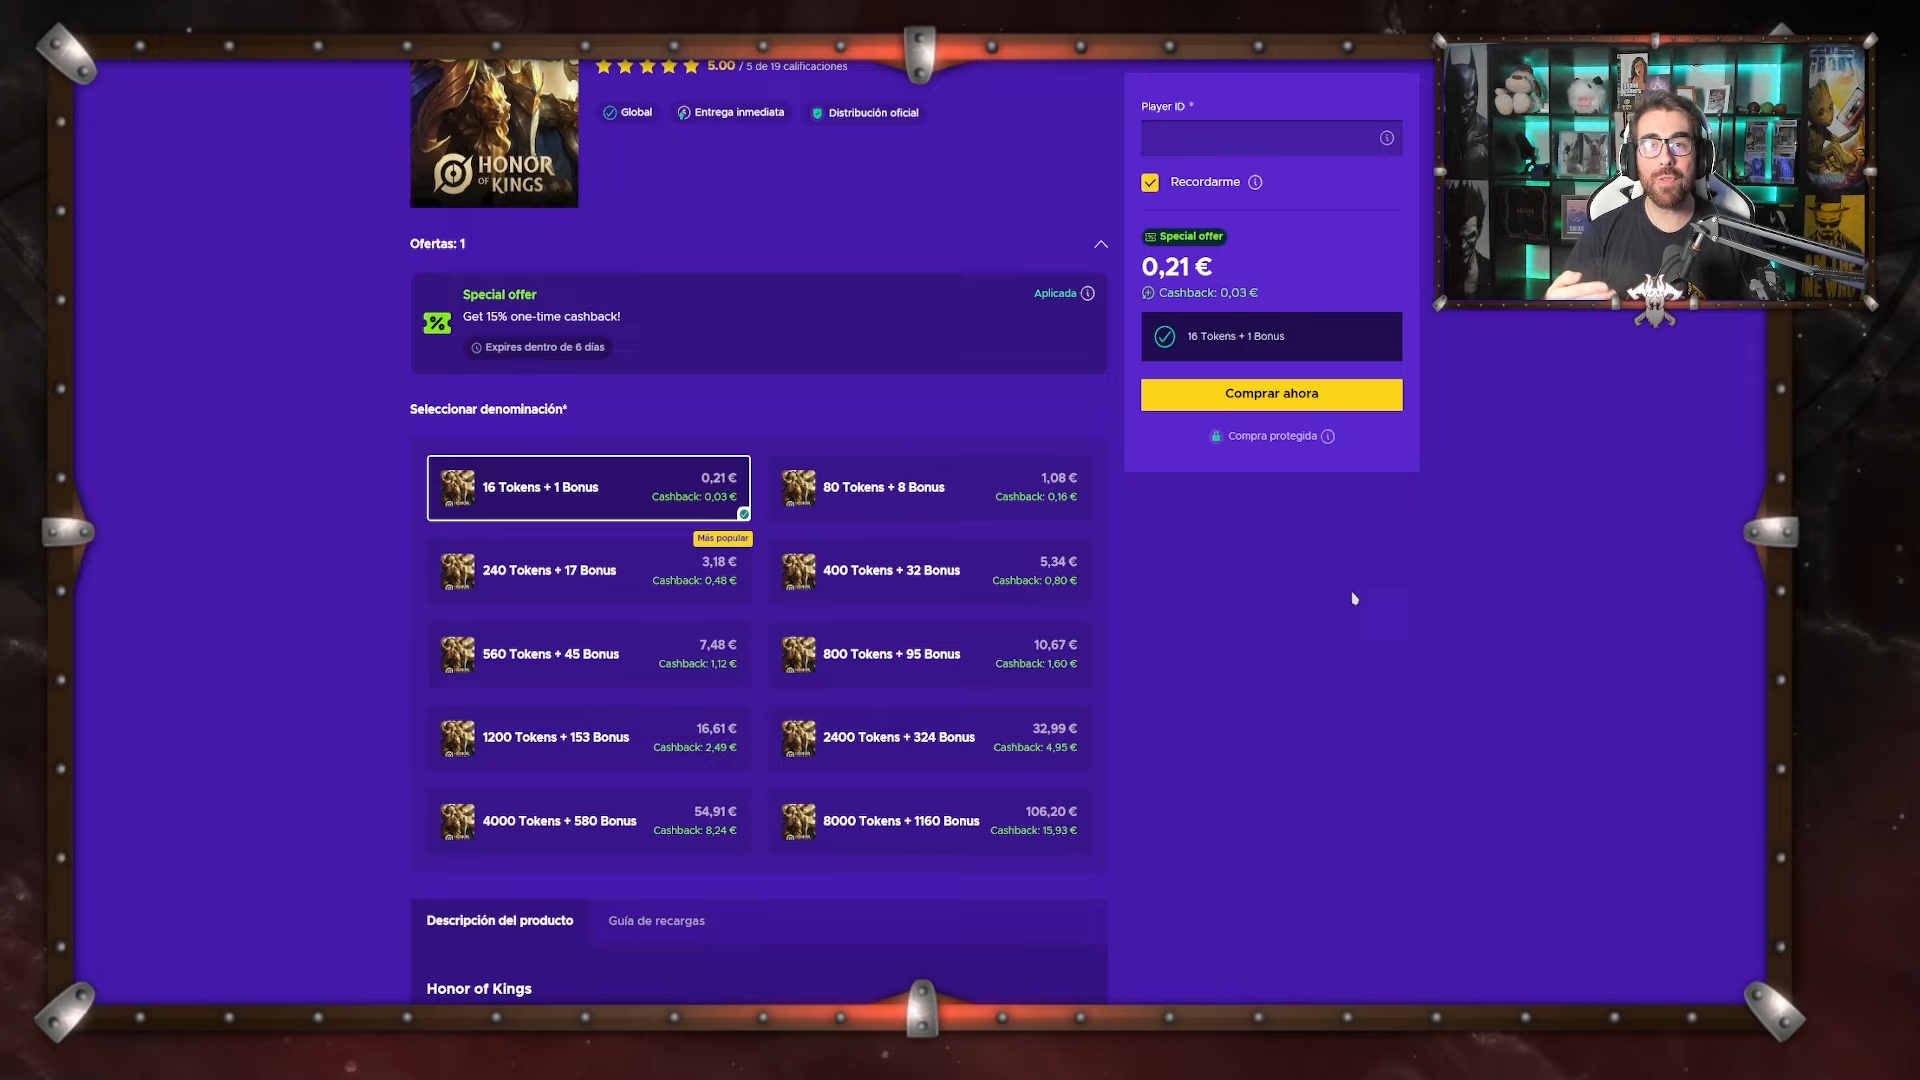 5.00 / 5 de 19 calificaciones
Global
Entrega inmediata
Distribución oficial
HONOR
OF KINGS
Ofertas: 1
Special offer
Get 15% one-time cashback!
Expires dentro de 6 días
Aplicada
Seleccionar denominación*
16 Tokens + 1 Bonus
0,21 €
Cashback: 0,03 €
80 Tokens + 8 Bonus
1,08 €
Cashback: 0,16 €
Más popular
240 Tokens + 17 Bonus
3,18 €
Cashback: 0,48 €
400 Tokens + 32 Bonus
5,34 €
Cashback: 0,80 €
560 Tokens + 45 Bonus
7,48 €
Cashback: 1,12 €
800 Tokens + 95 Bonus
10,67 €
Cashback: 1,60 €
1200 Tokens + 153 Bonus
16,61 €
Cashback: 2,49 €
2400 Tokens + 324 Bonus
32,99 €
Cashback: 4,95 €
4000 Tokens + 580 Bonus
54,91 €
Cashback: 8,24 €
8000 Tokens + 1160 Bonus
106,20 €
Cashback: 15,93 €
Descripción del producto
Guía de recargas
Honor of Kings
Player ID *
Recordarme
Special offer
0,21 €
Cashback: 0,03 €
16 Tokens + 1 Bonus
Comprar ahora
Compra protegida
GROOT